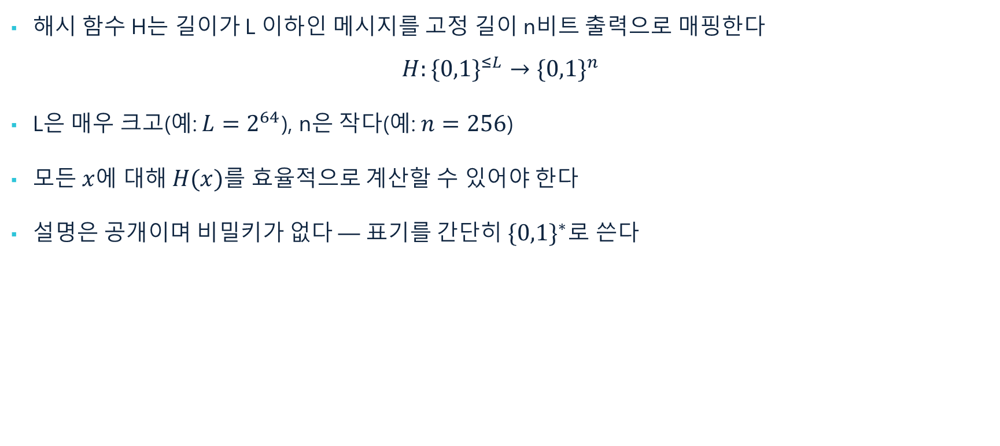 ▪ 해시 함수 H는 길이가 L 이하인 메시지를 고정 길이 n비트 출력으로 매핑한다
$H: \{0,1\}^{\leq L} \rightarrow \{0,1\}^n$
▪ L은 매우 크고(예: $L = 2^{64}$), n은 작다(예: $n = 256$)
▪ 모든 $x$에 대해 $H(x)$를 효율적으로 계산할 수 있어야 한다
▪ 설명은 공개이며 비밀키가 없다 — 표기를 간단히 $\{0,1\}^*$로 쓴다